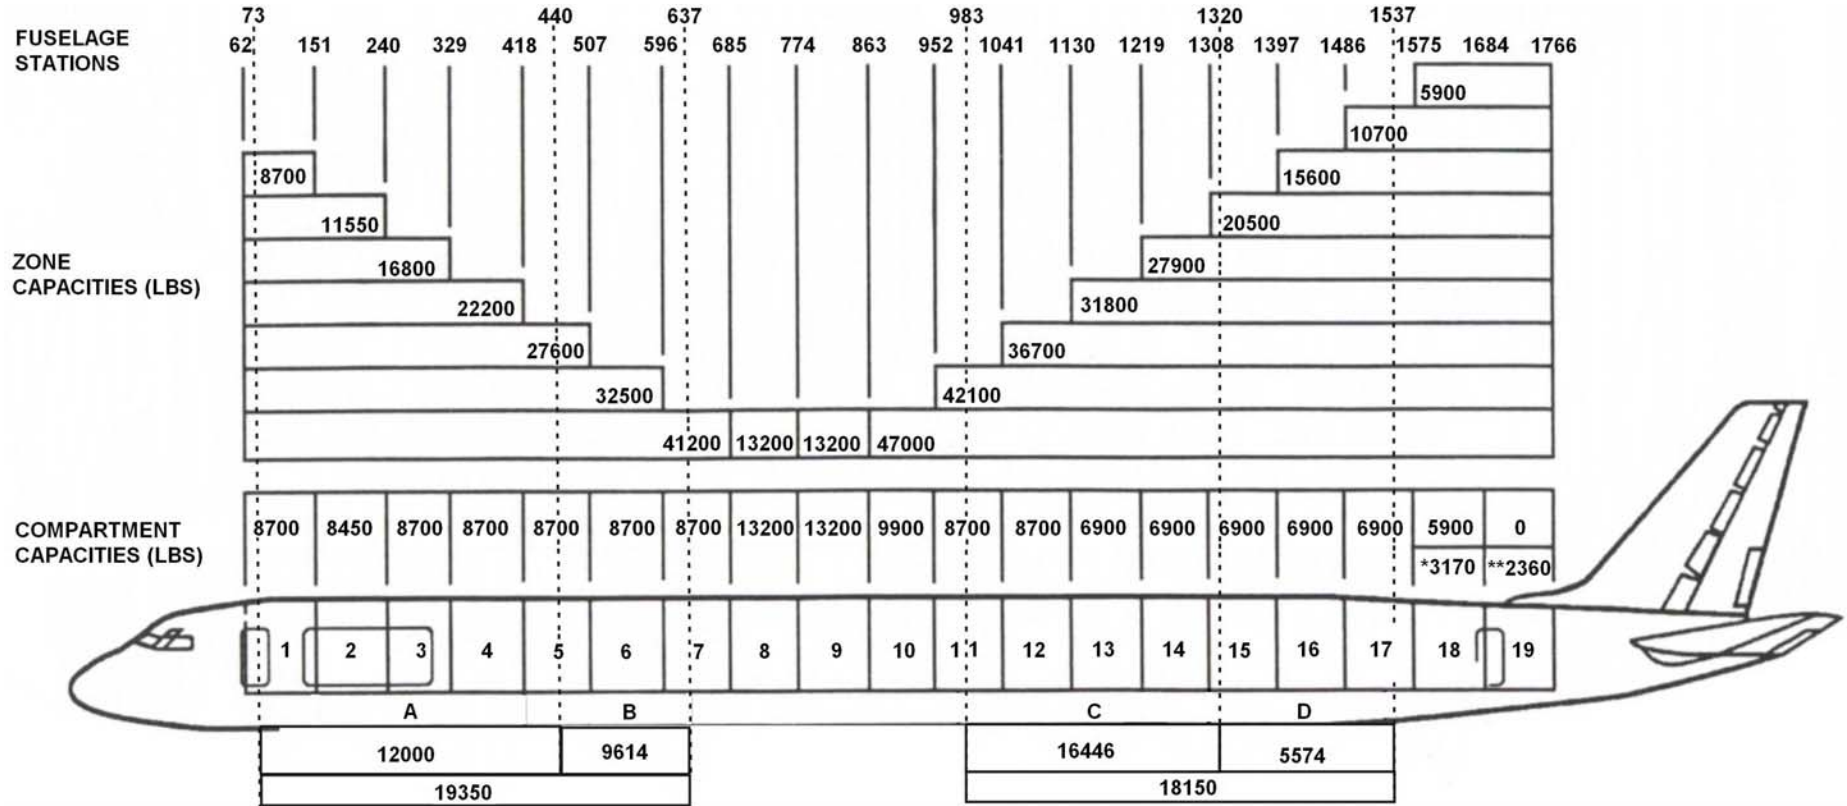 73 440 637 983 1320 1537
FUSELAGE STATIONS
62 151 240 329 418 507 596 685 774 863 952 1041 1130 1219 1308 1397 1486 1575 1684 1766
5900
10700
8700 15600
11550 20500
ZONE CAPACITIES (LBS)
16800 27900
22200 31800
27600 36700
32500 42100
41200 13200 13200 47000
COMPARTMENT CAPACITIES (LBS)
8700 8450 8700 8700 8700 8700 8700 13200 13200 9900 8700 8700 6900 6900 6900 6900 6900 5900 0
*3170 **2360
1 2 3 4 5 6 7 8 9 10 11 12 13 14 15 16 17 18 19
A B C D
12000 9614 16446 5574
19350 18150